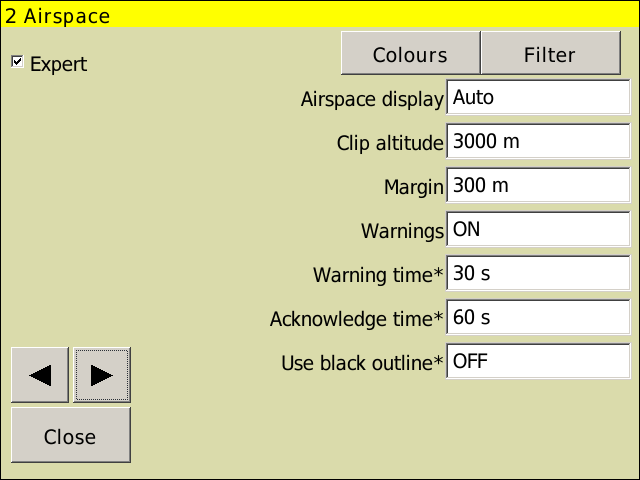 2 Airspace
Expert
Colours Filter
Airspace display Auto
Clip altitude 3000 m
Margin 300 m
Warnings ON
Warning time* 30 s
Acknowledge time* 60 s
Use black outline* OFF
Close